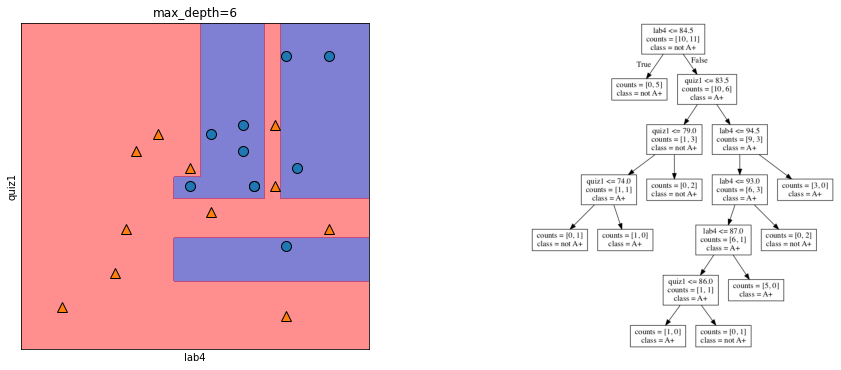 max_depth=6
quiz1
lab4
lab4 <= 84.5
counts = [10, 11]
class = not A+
True
False
counts = [0, 5]
class = not A+
quiz1 <= 83.5
counts = [10, 6]
class = A+
quiz1 <= 79.0
counts = [1, 3]
class = not A+
lab4 <= 94.5
counts = [9, 3]
class = A+
quiz1 <= 74.0
counts = [1, 1]
class = A+
counts = [0, 2]
class = not A+
lab4 <= 93.0
counts = [6, 3]
class = A+
counts = [3, 0]
class = A+
counts = [0, 1]
class = not A+
counts = [1, 0]
class = A+
lab4 <= 87.0
counts = [6, 1]
class = A+
counts = [0, 2]
class = not A+
quiz1 <= 86.0
counts = [1, 1]
class = A+
counts = [5, 0]
class = A+
counts = [1, 0]
class = A+
counts = [0, 1]
class = not A+